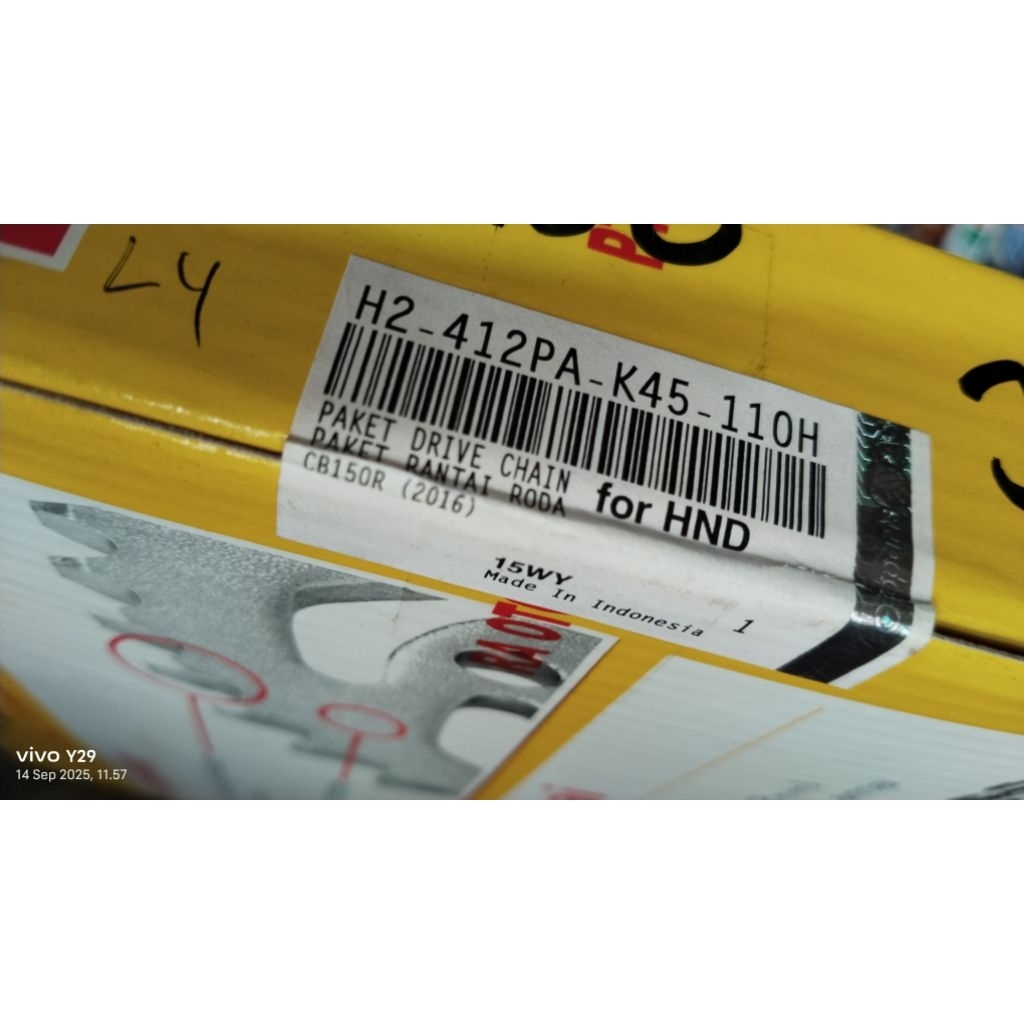 LY
H2-412PA-K45-110H
PAKET DRIVE CHAIN
PAKET RANTAI RODA
CB150R (2016)
for HND
15WY
Made In Indonesia
1
vivo Y29
14 Sep 2025, 11.57